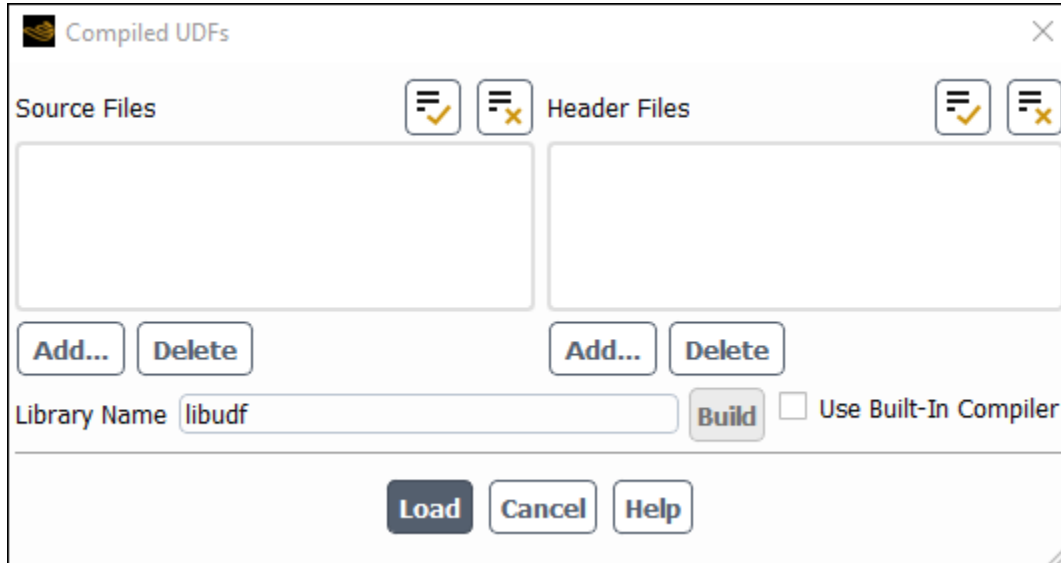 Compiled UDFs
Source Files
Header Files
Add... Delete
Add... Delete
Library Name libudf Build Use Built-In Compiler
Load Cancel Help